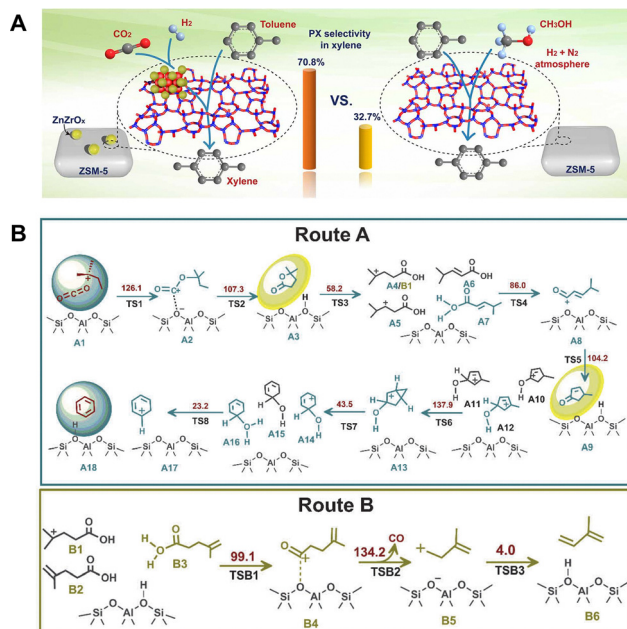 A
CO2
H2
Toluene
PX selectivity
in xylene
70.8%
VS.
32.7%
CH3OH
H2 + N2
atmosphere
ZnZrOx
ZSM-5
Xylene
ZSM-5
B
Route A
A1
126.1
TS1
A2
107.3
TS2
A3
58.2
TS3
A4/B1
A5
A6
A7
86.0
TS4
A8
TS5
104.2
A9
A10
A11
A12
137.9
TS6
A13
43.5
TS7
A14
A15
A16
23.2
TS8
A17
A18
Route B
B1
B2
B3
99.1
TSB1
B4
134.2
CO
TSB2
B5
4.0
TSB3
B6